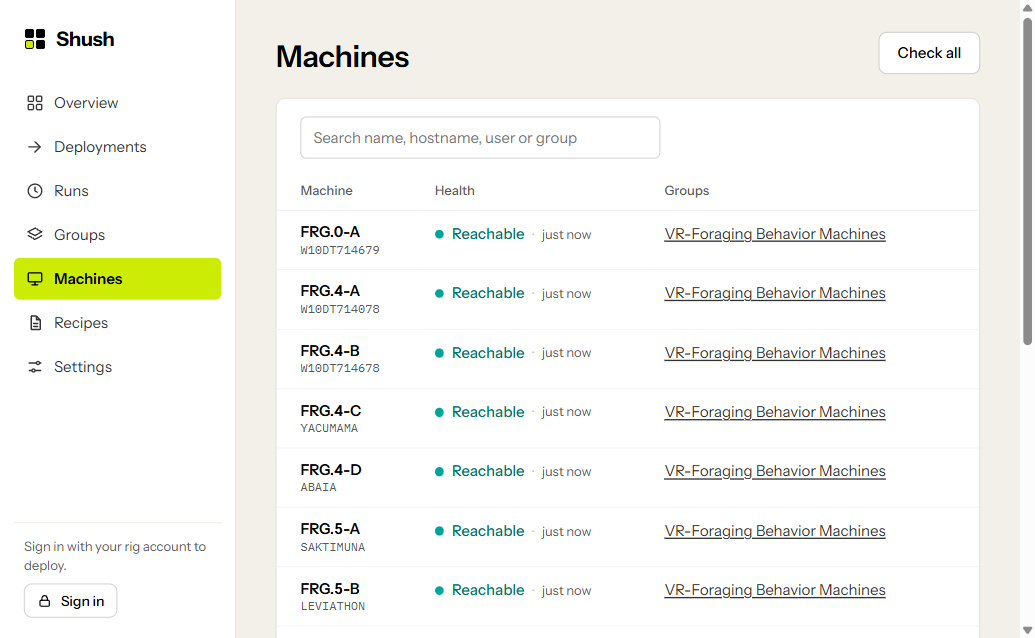 Shush
Overview
Deployments
Runs
Groups
Machines
Recipes
Settings
Sign in with your rig account to
deploy.
Sign in
Machines
Check all
Search name, hostname, user or group
Machine Health Groups
FRG.0-A Reachable · just now VR-Foraging Behavior Machines
W10DT714679
FRG.4-A Reachable · just now VR-Foraging Behavior Machines
W10DT714078
FRG.4-B Reachable · just now VR-Foraging Behavior Machines
W10DT714678
FRG.4-C Reachable · just now VR-Foraging Behavior Machines
YACUMAMA
FRG.4-D Reachable · just now VR-Foraging Behavior Machines
ABAIA
FRG.5-A Reachable · just now VR-Foraging Behavior Machines
SAKTIMUNA
FRG.5-B Reachable · just now VR-Foraging Behavior Machines
LEVIATHON